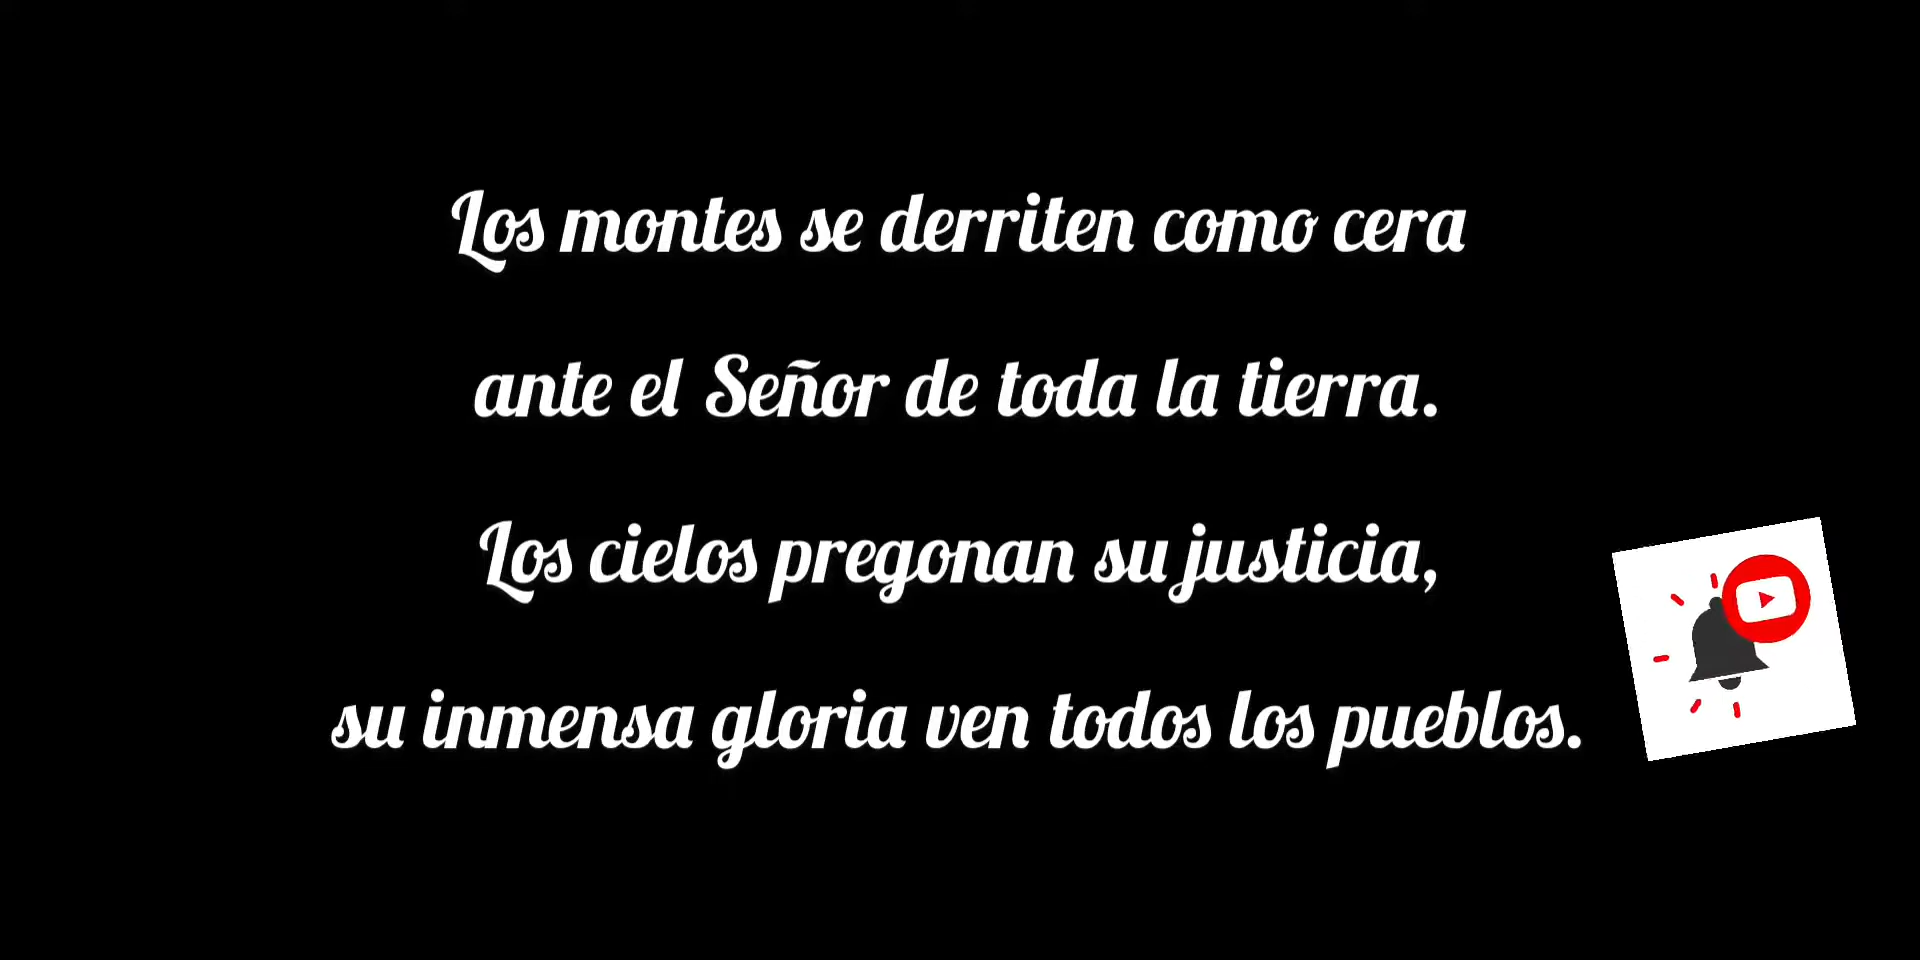 Los montes se derriten como cera
ante el Señor de toda la tierra.
Los cielos pregonan su justicia,
su inmensa gloria ven todos los pueblos.